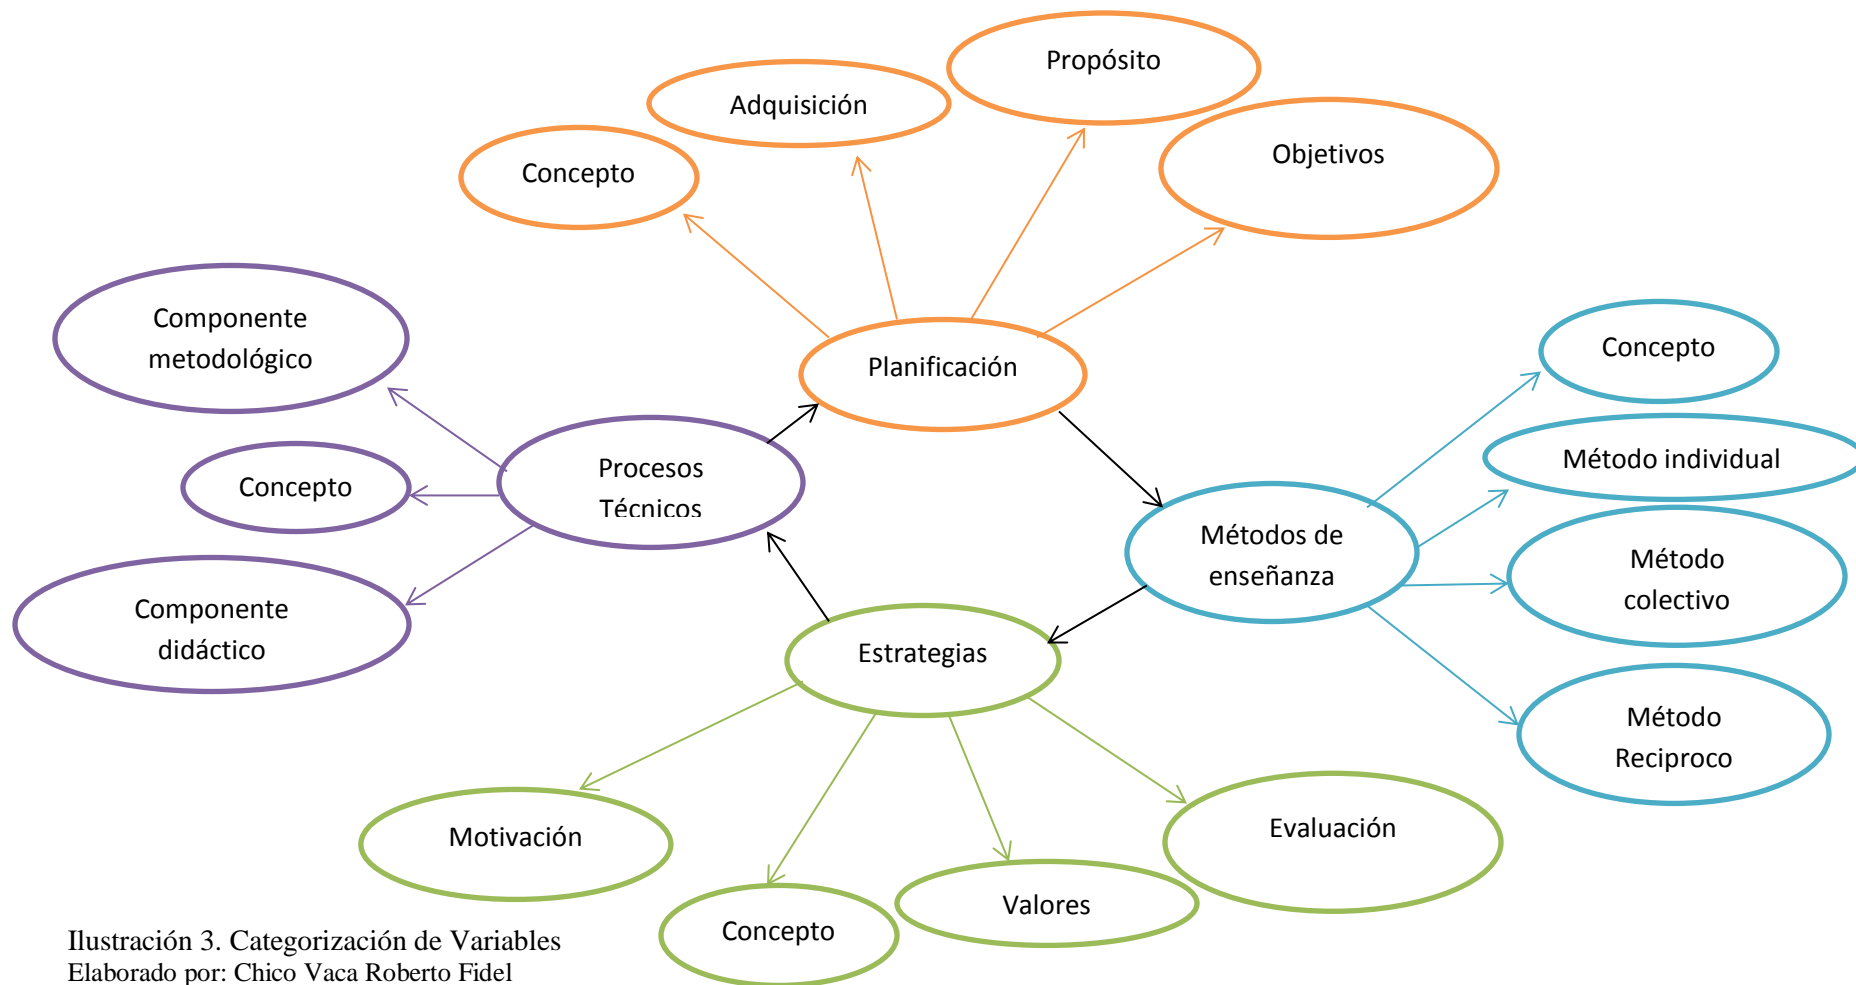 Propósito
Adquisición
Objetivos
Concepto
Planificación
Componente
metodológico
Concepto
Procesos
Técnicos
Componente
didáctico
Concepto
Método individual
Métodos de
enseñanza
Método
colectivo
Método
Reciproco
Estrategias
Motivación
Concepto
Valores
Evaluación
Ilustración 3. Categorización de Variables
Elaborado por: Chico Vaca Roberto Fidel